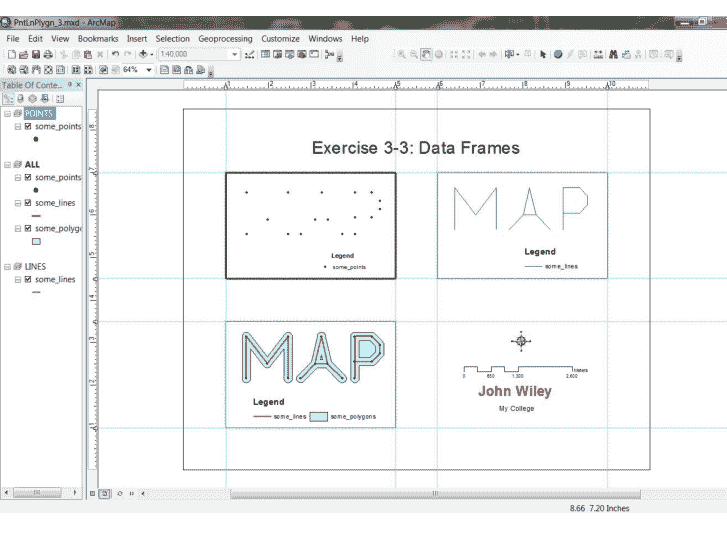 PntLnPlygn_3.mxd - ArcMap
File Edit View Bookmarks Insert Selection Geoprocessing Customize Windows Help
1:40,000
64%
Table Of Conte...
POINTS
some_points
ALL
some_points
some_lines
some_polyg
LINES
some_lines
Exercise 3-3: Data Frames
Legend
some_points
MAP
Legend
some_lines
MAP
Legend
some_lines some_polygons
Meters
0 650 1,300 2,600
John Wiley
My College
8.66 7.20 Inches